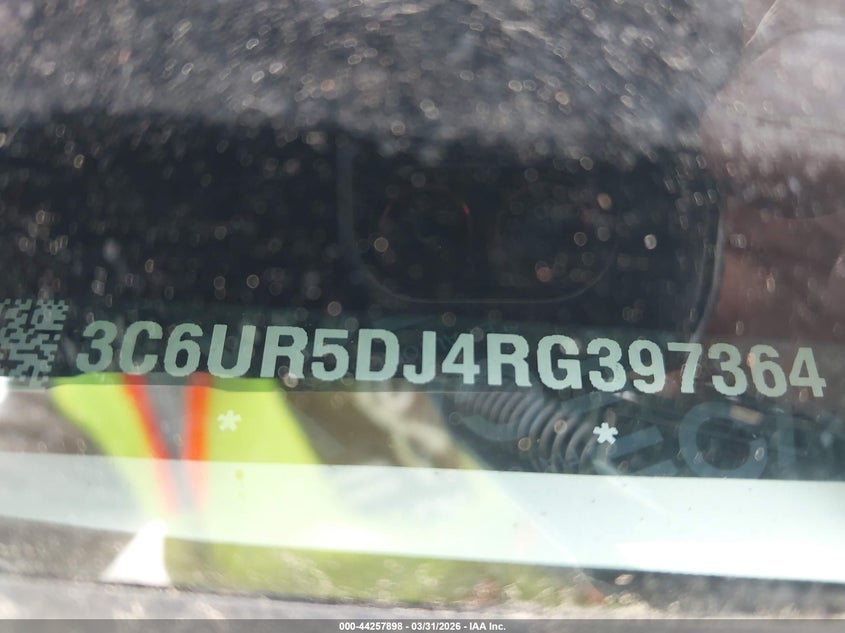 3C6UR5DJ4RG397364
* *
000-44257898 - 03/31/2026 - IAA Inc.